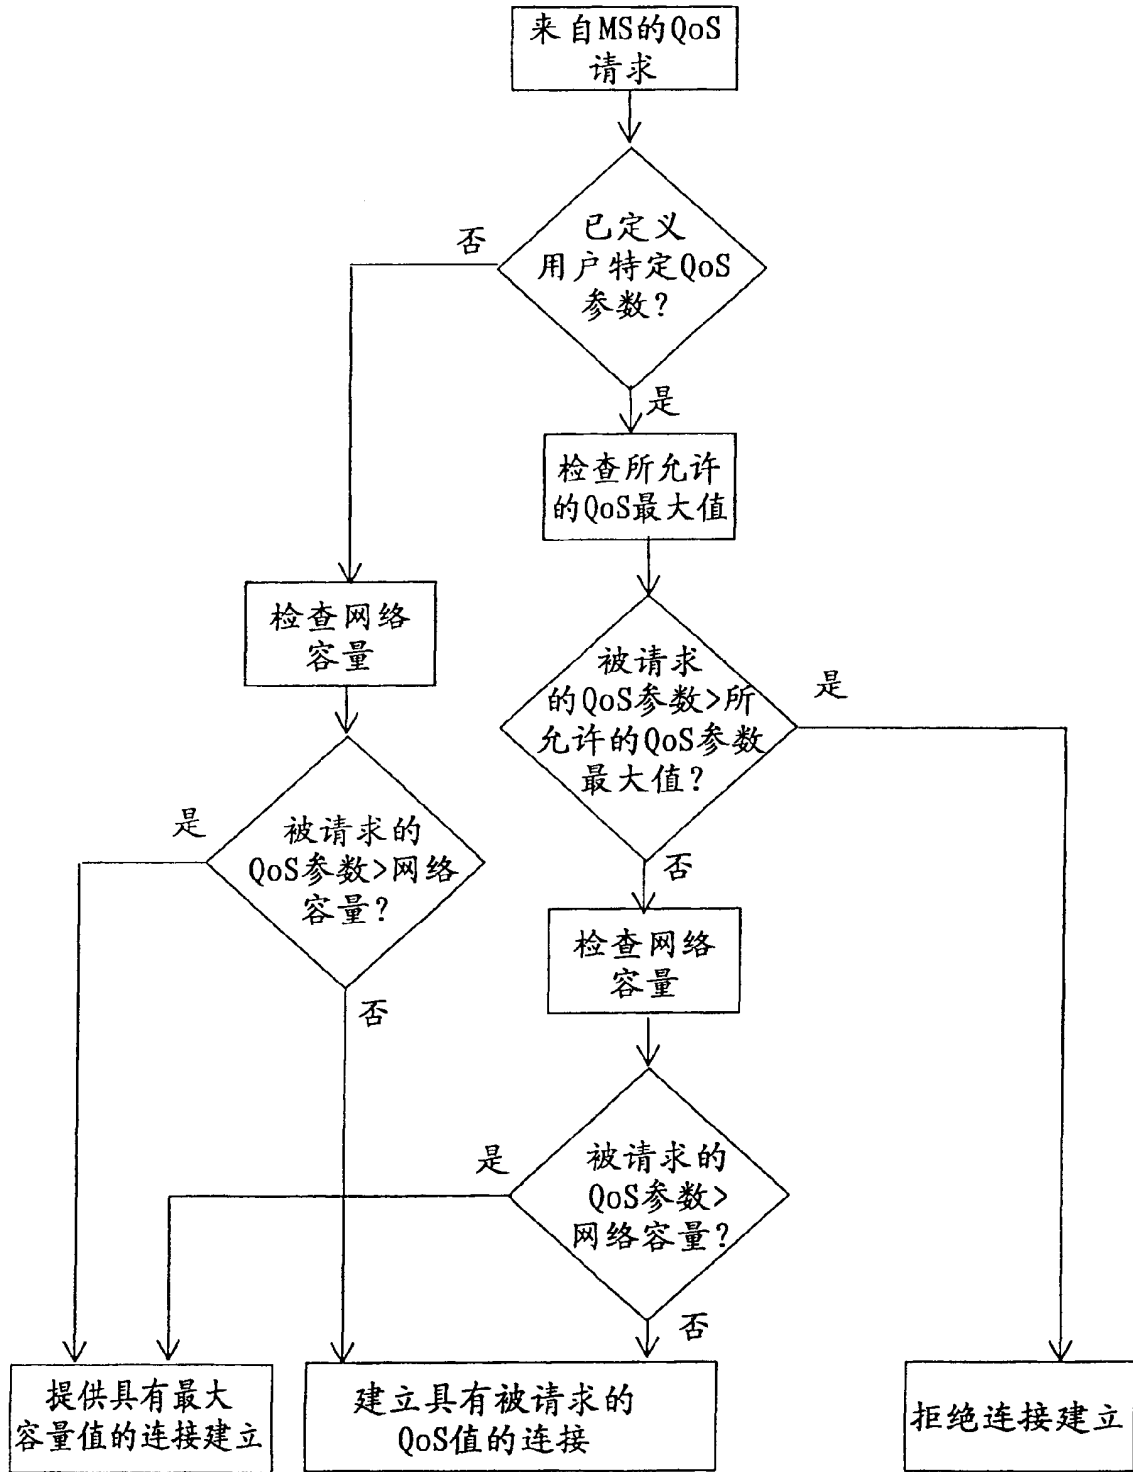 来自MS的QoS
请求
已定义
用户特定QoS
参数?
否
是
检查所允许
的QoS最大值
检查网络
容量
被请求
的QoS参数>所
允许的QoS参数
最大值?
是
否
被请求的
QoS参数>网络
容量?
是
否
检查网络
容量
被请求的
QoS参数>
网络容量?
是
否
提供具有最大
容量值的连接建立
建立具有被请求的
QoS值的连接
拒绝连接建立